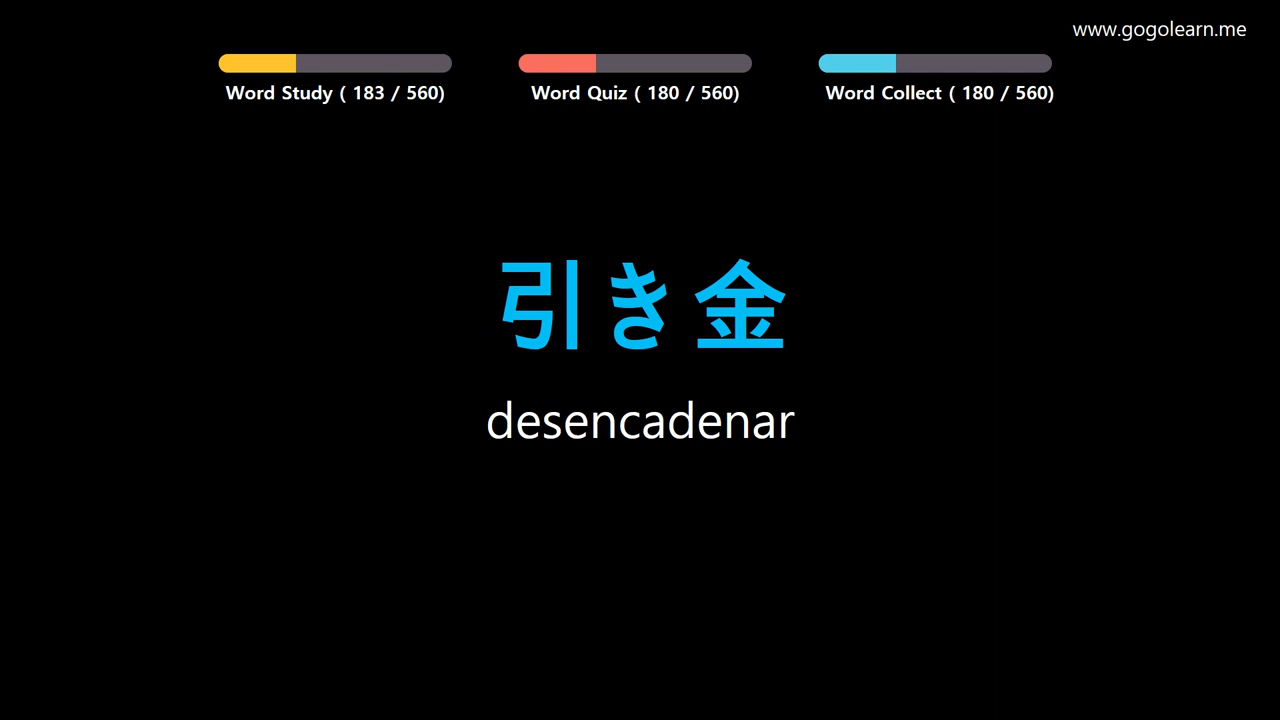 www.gogolearn.me
Word Study ( 183 / 560)
Word Quiz ( 180 / 560)
Word Collect ( 180 / 560)
引き金
desencadenar